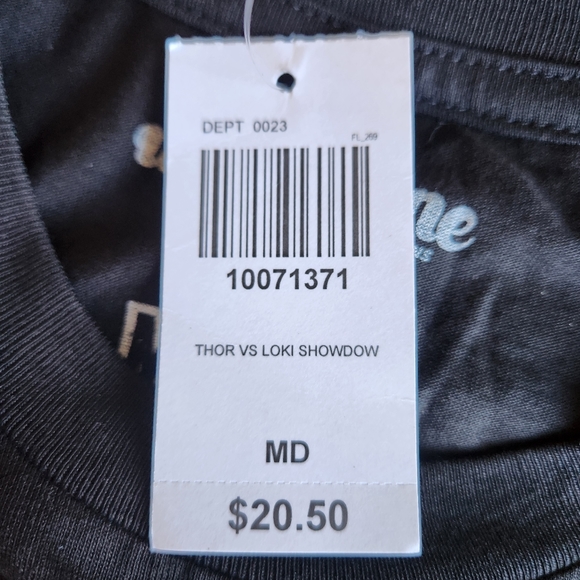 DEPT 0023
FL_269
10071371
THOR VS LOKI SHOWDOW
MD
$20.50